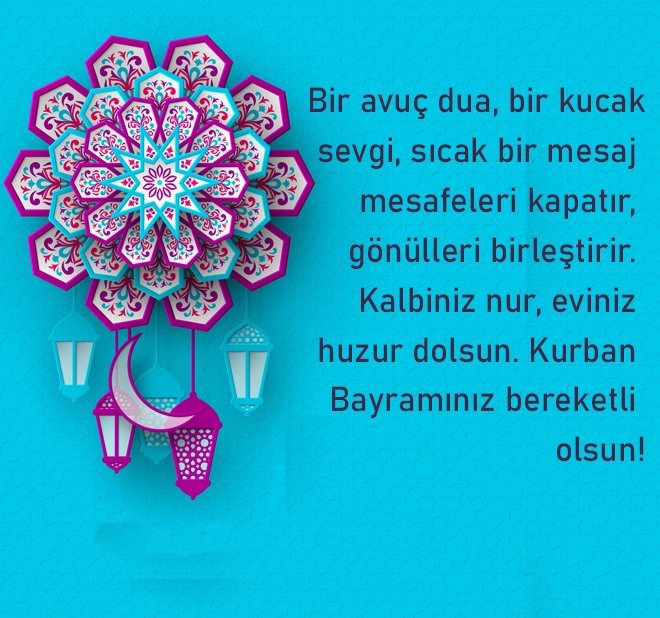 Bir avuç dua, bir kucak
sevgi, sıcak bir mesaj
mesafeleri kapatır,
gönülleri birleştirir.
Kalbiniz nur, eviniz
huzur dolsun. Kurban
Bayramınız bereketli
olsun!